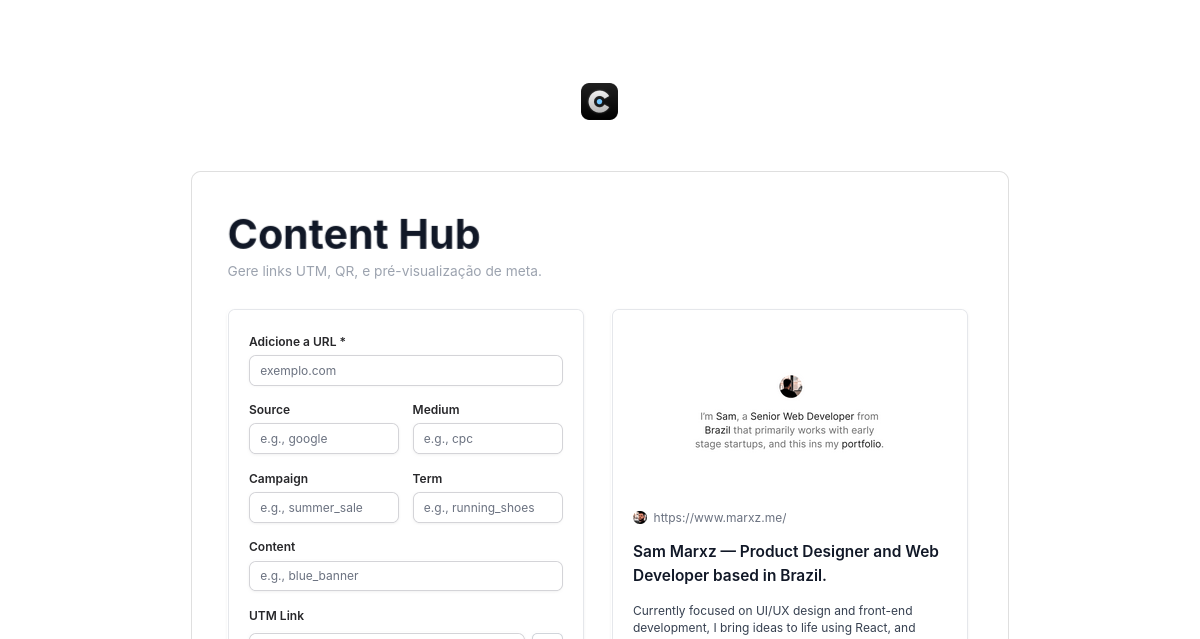 Content Hub
Gere links UTM, QR, e pré-visualização de meta.
Adicione a URL *
exemplo.com
Source
Medium
e.g., google
e.g., cpc
Campaign
Term
e.g., summer_sale
e.g., running_shoes
Content
e.g., blue_banner
UTM Link
I'm Sam, a Senior Web Developer from
Brazil that primarily works with early
stage startups, and this ins my portfolio.
https://www.marxz.me/
Sam Marxz — Product Designer and Web
Developer based in Brazil.
Currently focused on UI/UX design and front-end
development, I bring ideas to life using React, and